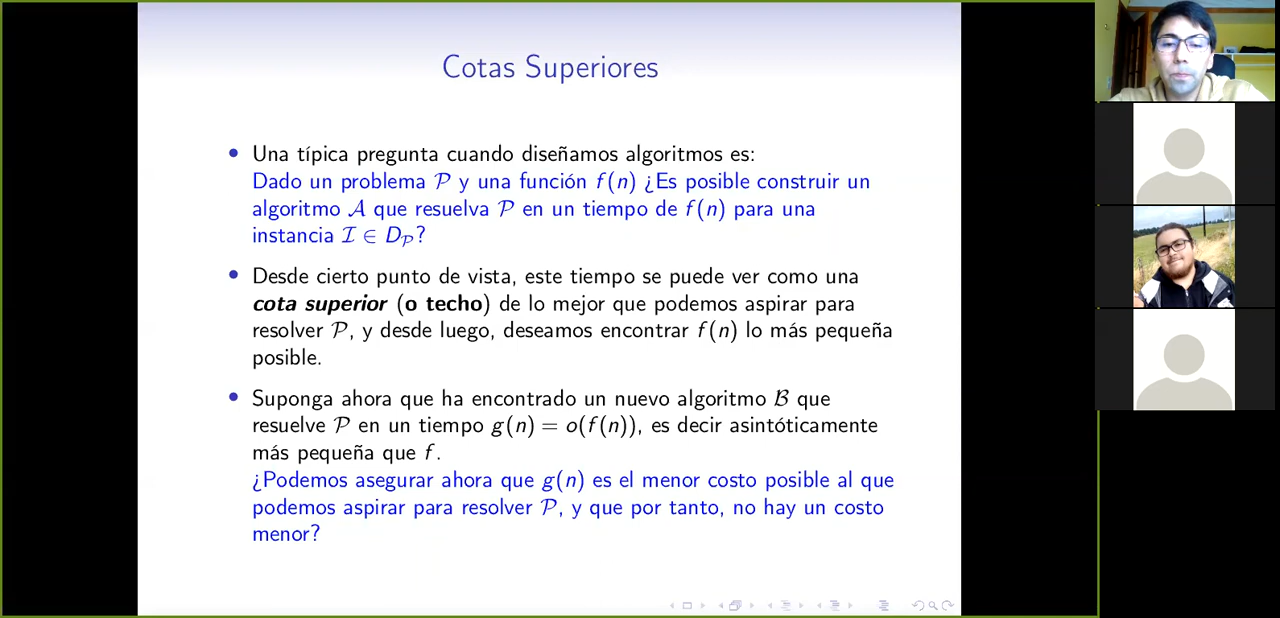 Cotas Superiores
• Una típica pregunta cuando diseñamos algoritmos es:
Dado un problema 𝒫 y una función f(n) ¿Es posible construir un
algoritmo 𝒜 que resuelva 𝒫 en un tiempo de f(n) para una
instancia ℐ ∈ D𝒫?
• Desde cierto punto de vista, este tiempo se puede ver como una
cota superior (o techo) de lo mejor que podemos aspirar para
resolver 𝒫, y desde luego, deseamos encontrar f(n) lo más pequeña
posible.
• Suponga ahora que ha encontrado un nuevo algoritmo ℬ que
resuelve 𝒫 en un tiempo g(n) = o(f(n)), es decir asintóticamente
más pequeña que f.
¿Podemos asegurar ahora que g(n) es el menor costo posible al que
podemos aspirar para resolver 𝒫, y que por tanto, no hay un costo
menor?